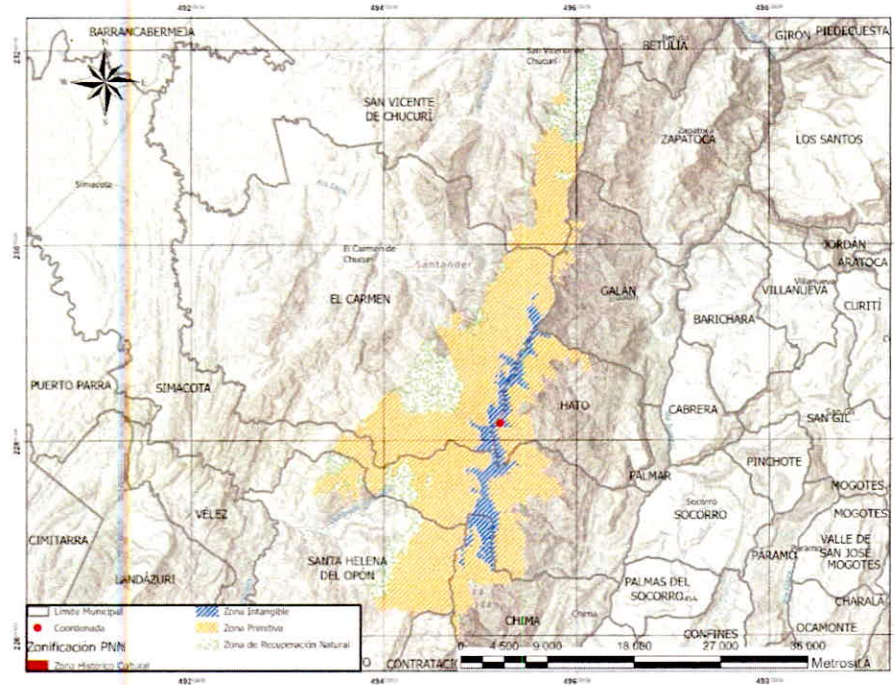 BARRANCABERMEJA
N
W
E
S
San Vicente de
Chucurí
BETULIA
GIRÓN
PIEDECUESTA
SAN VICENTE
DE CHUCURÍ
Zapatoca
ZAPATOCA
LOS SANTOS
Simacota
El Carmen de
Chucurí
Santander
JORDÁN
ARATOCA
EL CARMEN
GALÁN
Villanueva
VILLANUEVA
CURITÍ
BARICHARA
PUERTO PARRA
SIMACOTA
HATO
CABRERA
SAN GIL
PALMAR
PINCHOTE
MOGOTES
VÉLEZ
Socorro
SOCORRO
MOGOTES
CIMITARRA
SANTA HELENA
DEL OPÓN
PÁRAMO
VALLE DE
SAN JOSÉ
MOGOTES
LANDÁZURI
PALMAS DEL
SOCORRO
CHARALÁ
CHIMA
Chima
CONFINES
OCAMONTE
CONTRATACI
Límite Municipal
Coordenada
Zonificación PNN
Zona Histórico Cultural
Zona Intangible
Zona Primitiva
Zona de Recuperación Natural
0 4 500 9 000 18 000 27 000 36 000
Metros